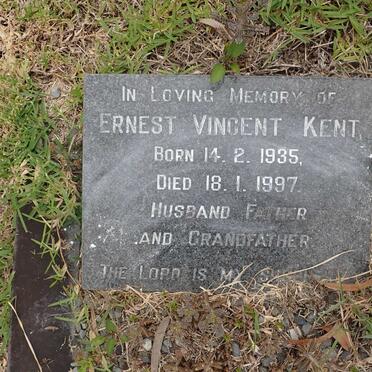 IN LOVING MEMORY OF
ERNEST VINCENT KENT,
BORN 14. 2. 1935,
DIED 18. 1. 1997.
HUSBAND FATHER
AND GRANDFATHER
THE LORD IS MY